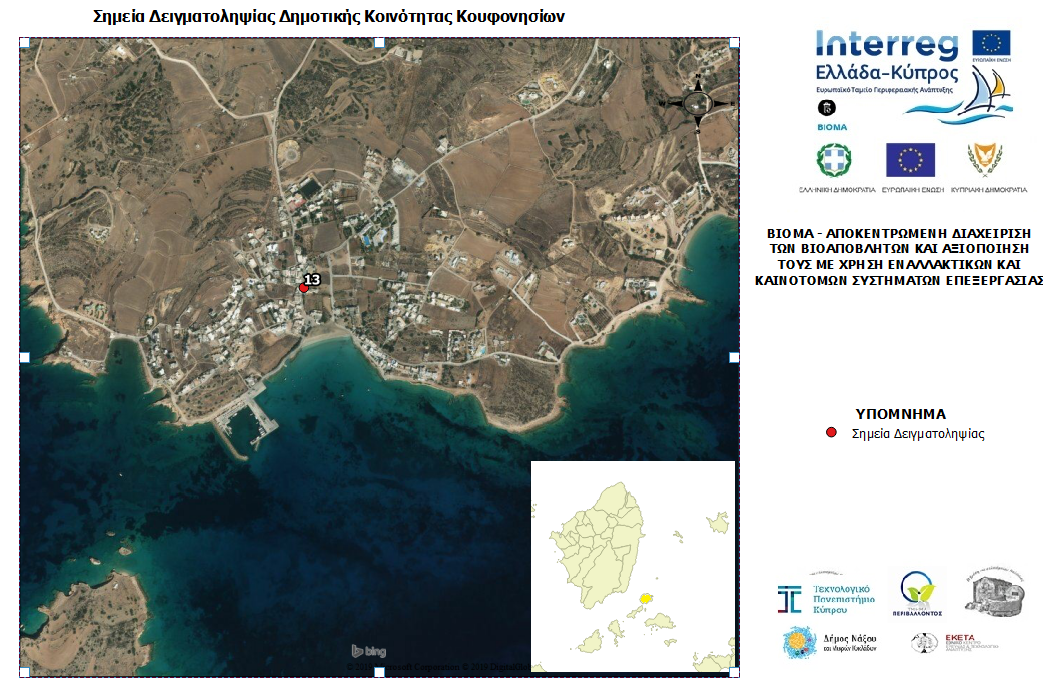 Σημεία Δειγματοληψίας Δημοτικής Κοινότητας Κουφονησίων
N
13
bing
Interreg
ΕΥΡΩΠΑΪΚΗ ΕΝΩΣΗ
Ελλάδα-Κύπρος
Ευρωπαϊκό Ταμείο Περιφερειακής Ανάπτυξης
BIOMA
ΕΛΛΗΝΙΚΗ ΔΗΜΟΚΡΑΤΙΑ ΕΥΡΩΠΑΪΚΗ ΕΝΩΣΗ ΚΥΠΡΙΑΚΗ ΔΗΜΟΚΡΑΤΙΑ
BIOMA - ΑΠΟΚΕΝΤΡΩΜΕΝΗ ΔΙΑΧΕΙΡΙΣΗ
ΤΩΝ ΒΙΟΑΠΟΒΛΗΤΩΝ ΚΑΙ ΑΞΙΟΠΟΙΗΣΗ
ΤΟΥΣ ΜΕ ΧΡΗΣΗ ΕΝΑΛΛΑΚΤΙΚΩΝ ΚΑΙ
ΚΑΙΝΟΤΟΜΩΝ ΣΥΣΤΗΜΑΤΩΝ ΕΠΕΞΕΡΓΑΣΙΑΣ
ΥΠΟΜΝΗΜΑ
Σημεία Δειγματοληψίας
Τεχνολογικό
Πανεπιστήμιο
Κύπρου
ΠΕΡΙΒΑΛΛΟΝΤΟΣ
Δήμος Νάξου
και Μικρών Κυκλάδων
ΕΚΕΤΑ